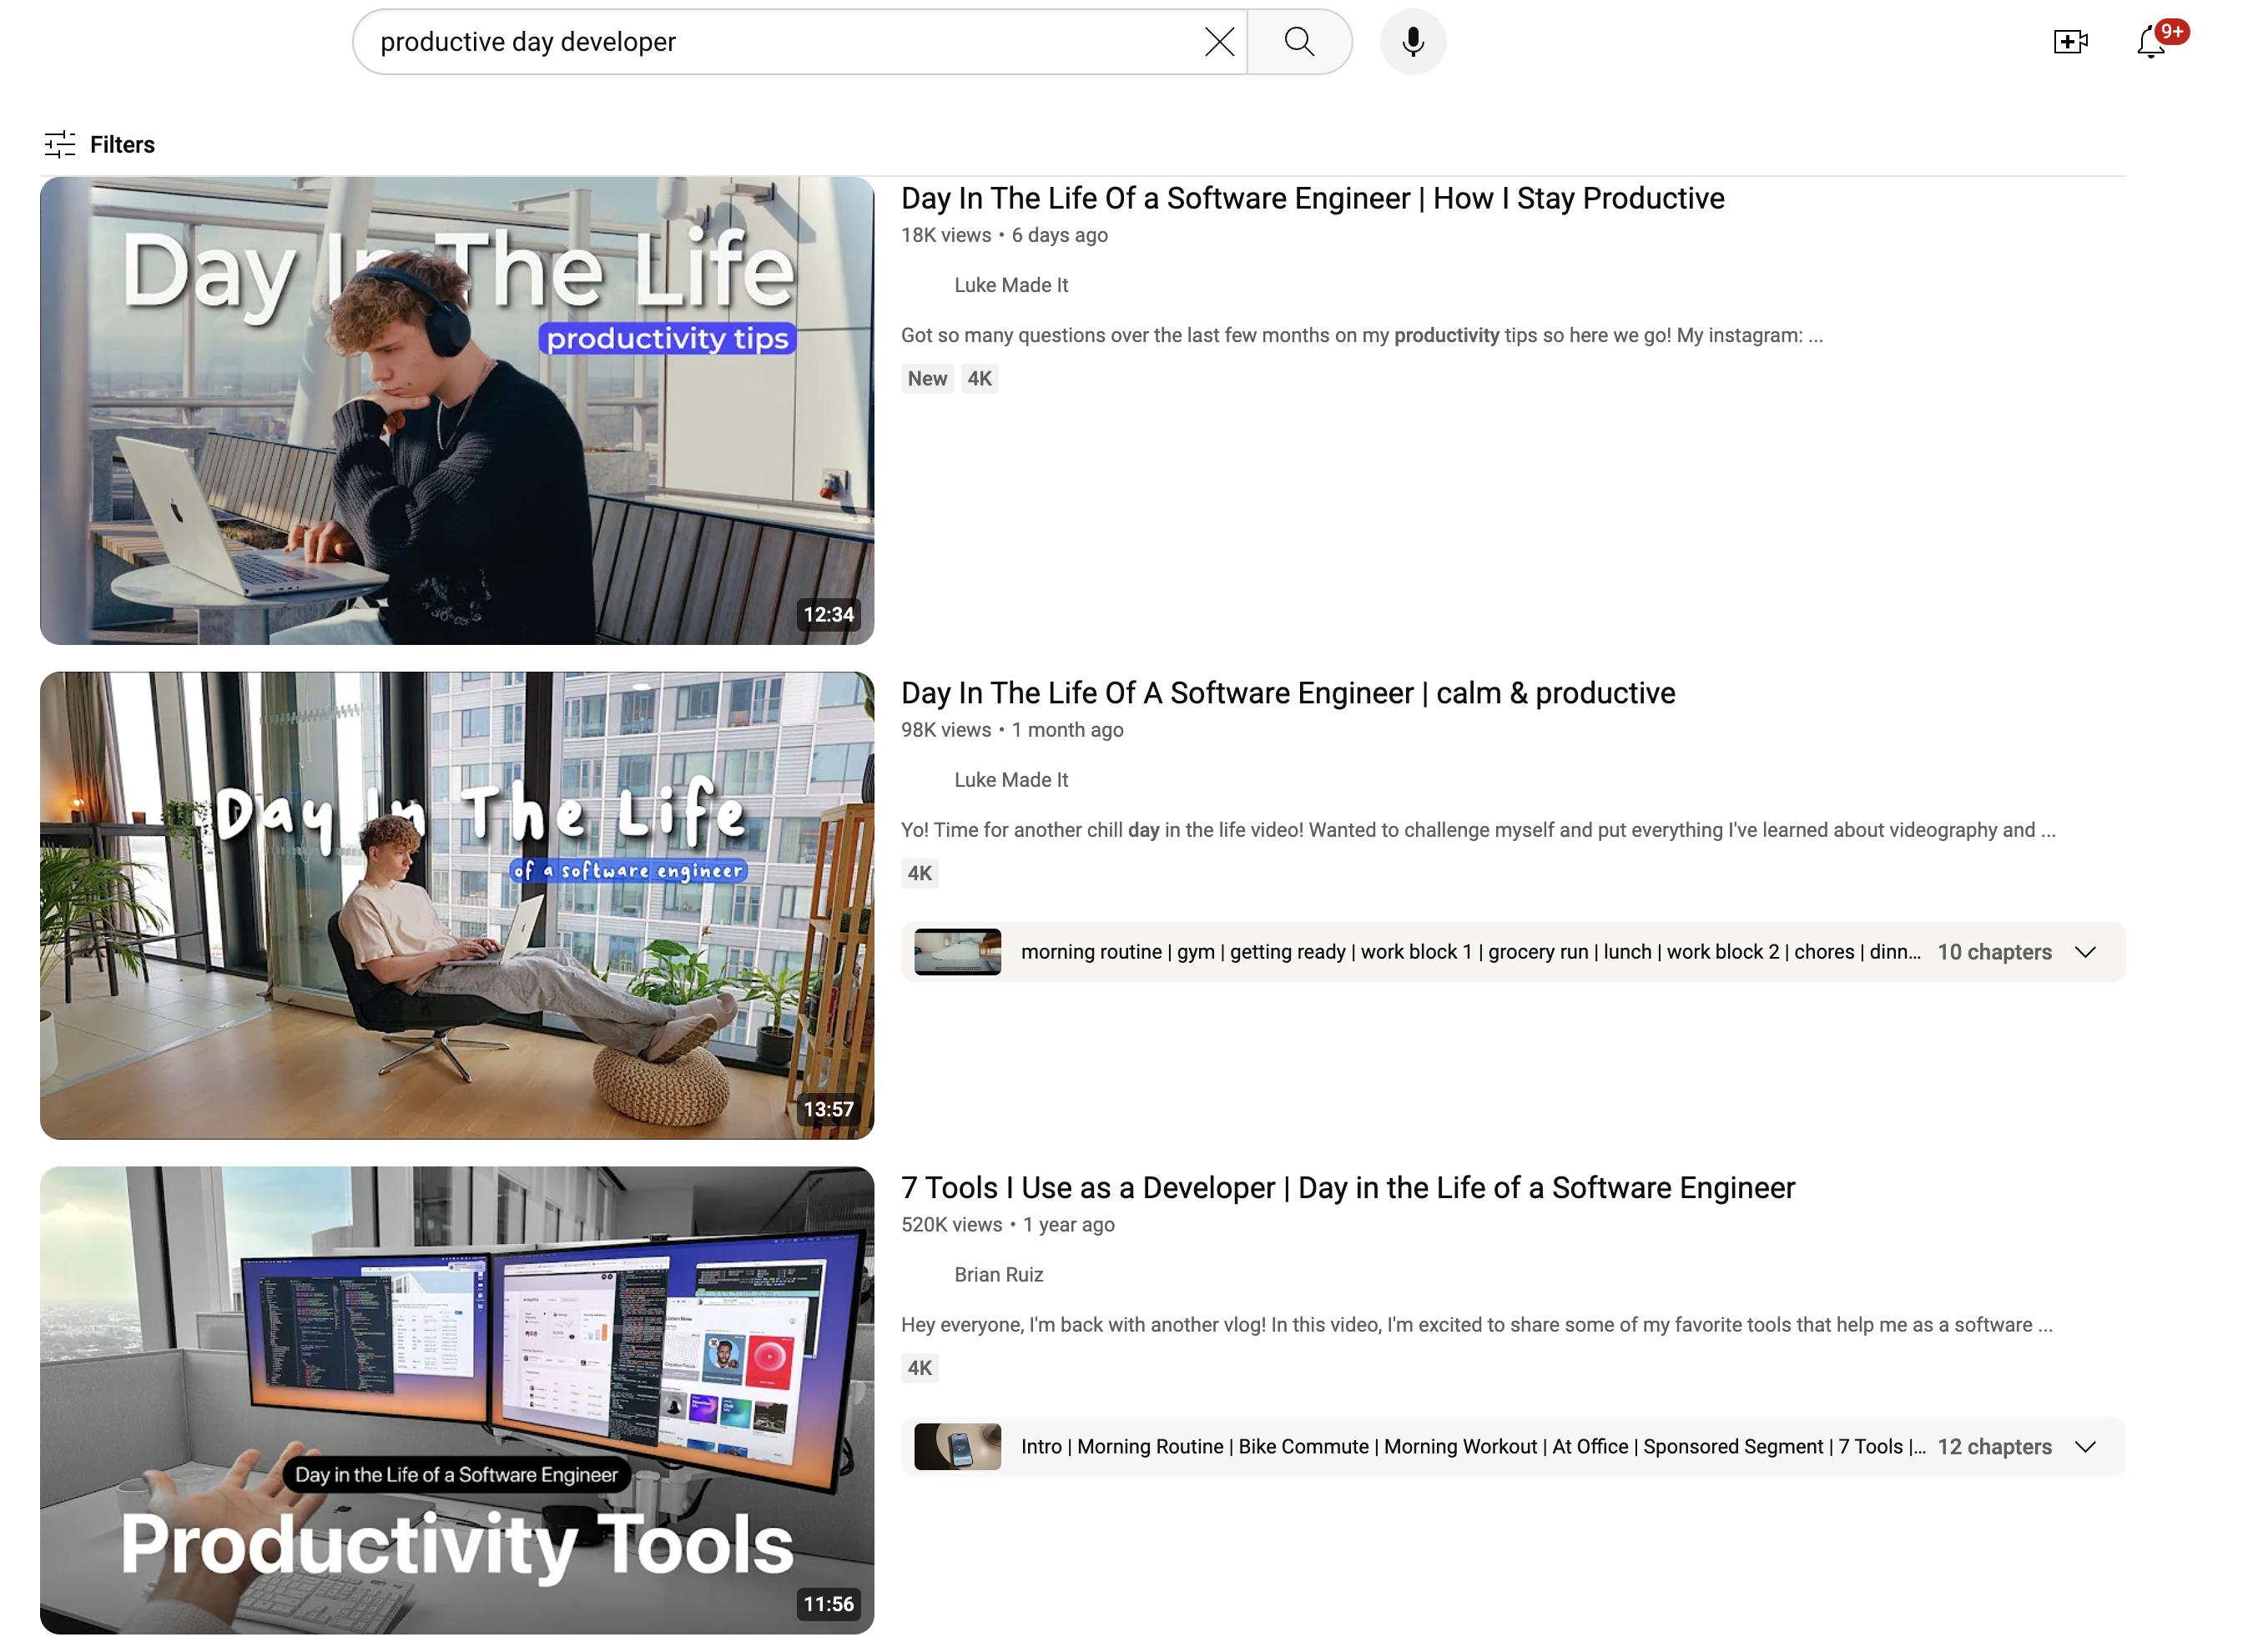 productive day developer
9+
Filters
Day In The Life
productivity tips
12:34
Day In The Life Of a Software Engineer | How I Stay Productive
18K views • 6 days ago
Luke Made It
Got so many questions over the last few months on my productivity tips so here we go! My instagram: ...
New
4K
Day In The Life
of a software engineer
13:57
Day In The Life Of A Software Engineer | calm & productive
98K views • 1 month ago
Luke Made It
Yo! Time for another chill day in the life video! Wanted to challenge myself and put everything I've learned about videography and ...
4K
morning routine | gym | getting ready | work block 1 | grocery run | lunch | work block 2 | chores | dinn...
10 chapters
Day in the Life of a Software Engineer
Productivity Tools
11:56
7 Tools I Use as a Developer | Day in the Life of a Software Engineer
520K views • 1 year ago
Brian Ruiz
Hey everyone, I'm back with another vlog! In this video, I'm excited to share some of my favorite tools that help me as a software ...
4K
Intro | Morning Routine | Bike Commute | Morning Workout | At Office | Sponsored Segment | 7 Tools |...
12 chapters